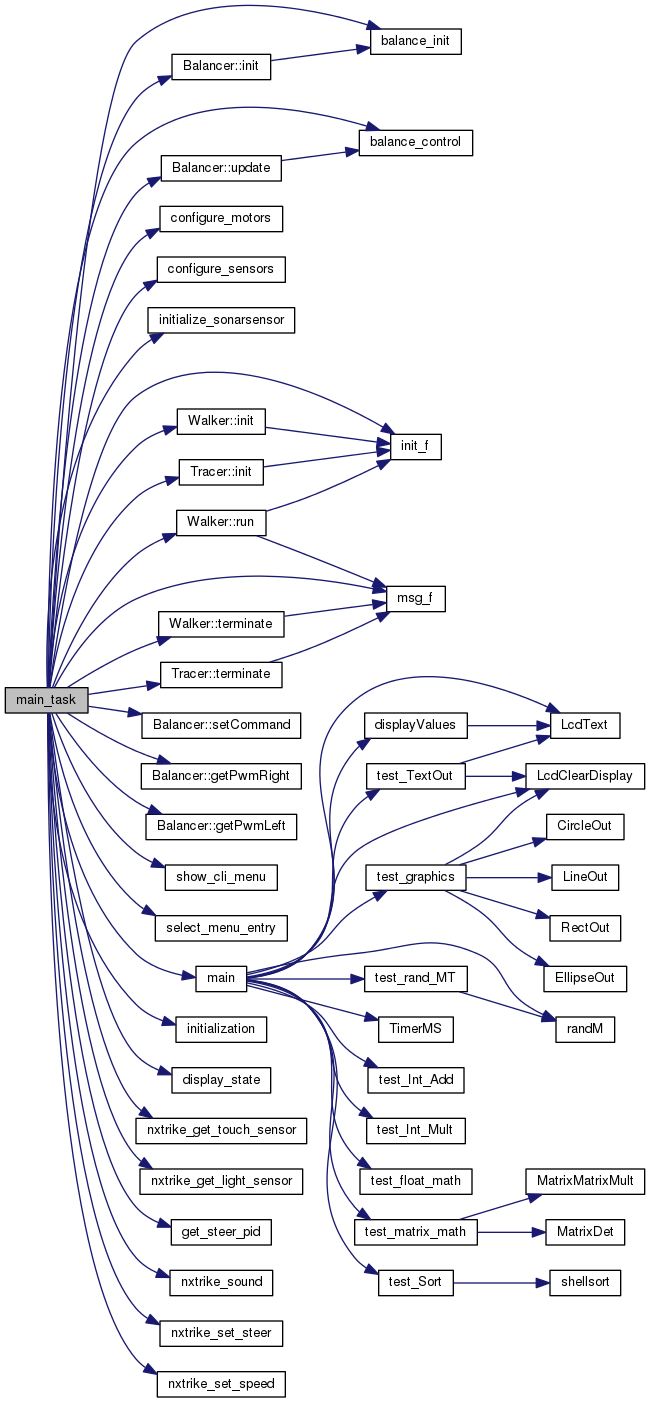 balance_init
Balancer::init
balance_control
Balancer::update
configure_motors
configure_sensors
initialize_sonarsensor
Walker::init
init_f
Tracer::init
Walker::run
msg_f
Walker::terminate
Tracer::terminate
main_task
Balancer::setCommand
displayValues
LcdText
Balancer::getPwmRight
test_TextOut
LcdClearDisplay
Balancer::getPwmLeft
CircleOut
show_cli_menu
test_graphics
LineOut
select_menu_entry
RectOut
main
test_rand_MT
EllipseOut
initialization
TimerMS
randM
display_state
test_Int_Add
nxtrike_get_touch_sensor
test_Int_Mult
nxtrike_get_light_sensor
test_float_math
MatrixMatrixMult
get_steer_pid
test_matrix_math
MatrixDet
nxtrike_sound
test_Sort
shellsort
nxtrike_set_steer
nxtrike_set_speed